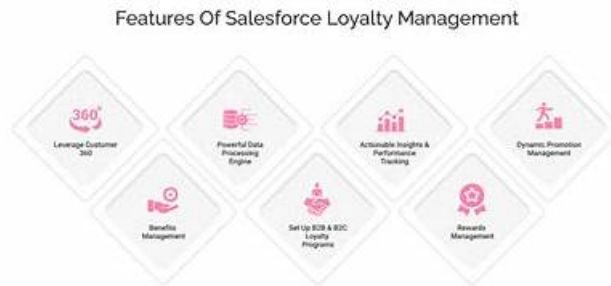 Features Of Salesforce Loyalty Management
360°
Leverage Customer
360
Powerful Data
Processing
Engine
Actionable Insights &
Performance
Tracking
Dynamic Promotion
Management
Benefits
Management
Set Up B2B & B2C
Loyalty
Programs
Rewards
Management